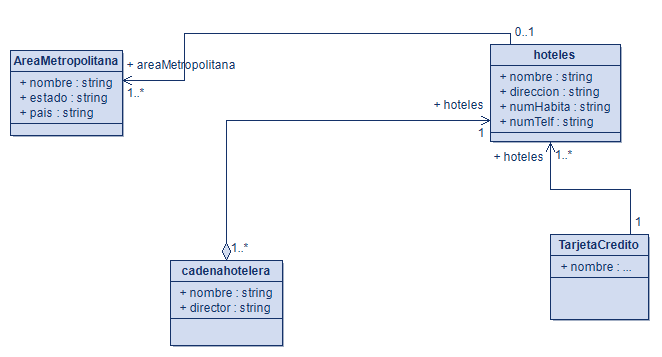 0..1
AreaMetropolitana
+ nombre : string
+ estado : string
+ pais : string
+ areaMetropolitana
1..*
hoteles
+ nombre : string
+ direccion : string
+ numHabita : string
+ numTelf : string
+ hoteles
1
+ hoteles
1..*
1
TarjetaCredito
+ nombre : ...
1..*
cadenahotelera
+ nombre : string
+ director : string